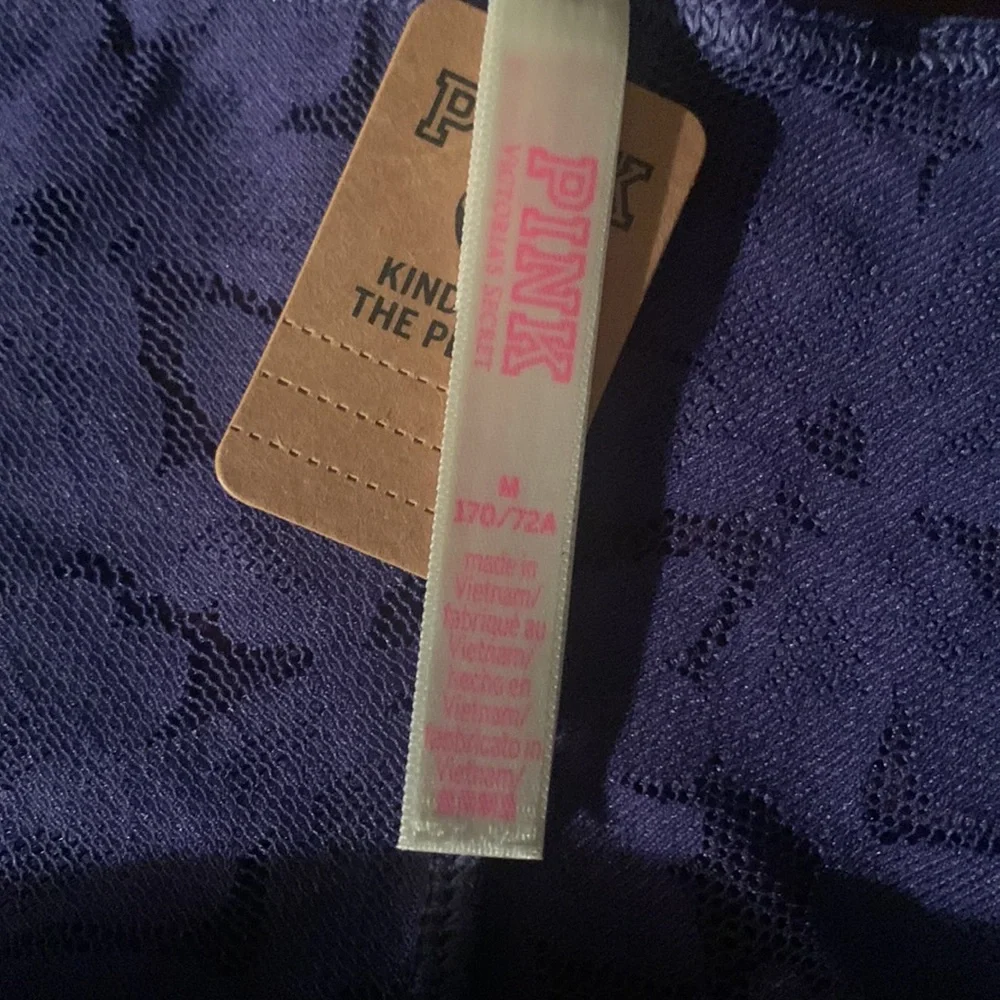 P K
KIND
THE P
PINK
VICTORIA'S SECRET
M
170/72A
made in
Vietnam/
fabriqué au
Vietnam/
hecho en
Vietnam/
fabbricato in
Vietnam/